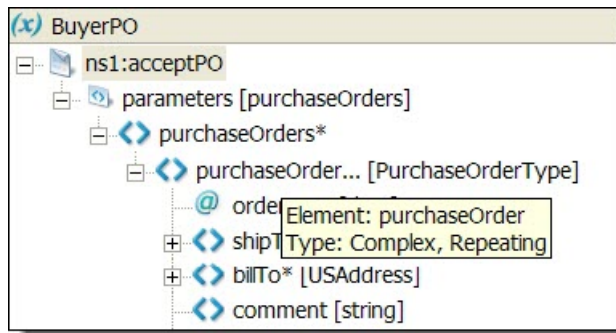 (x) BuyerPO
ns1:acceptPO
parameters [purchaseOrders]
purchaseOrders*
purchaseOrder... [PurchaseOrderType]
@ order
Element: purchaseOrder
shipT
Type: Complex, Repeating
billTo* [USAddress]
comment [string]